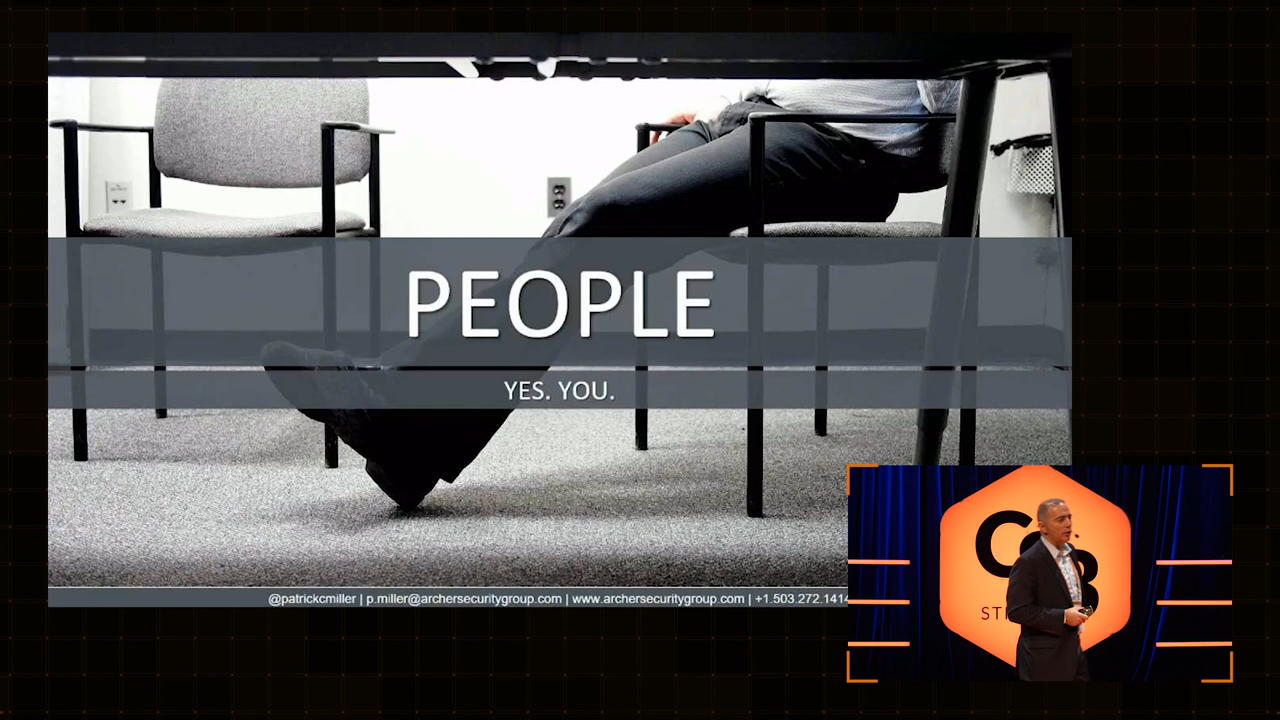 PEOPLE
YES. YOU.
@patrickcmiller | p.miller@archersecuritygroup.com | www.archersecuritygroup.com | +1.503.272.1414